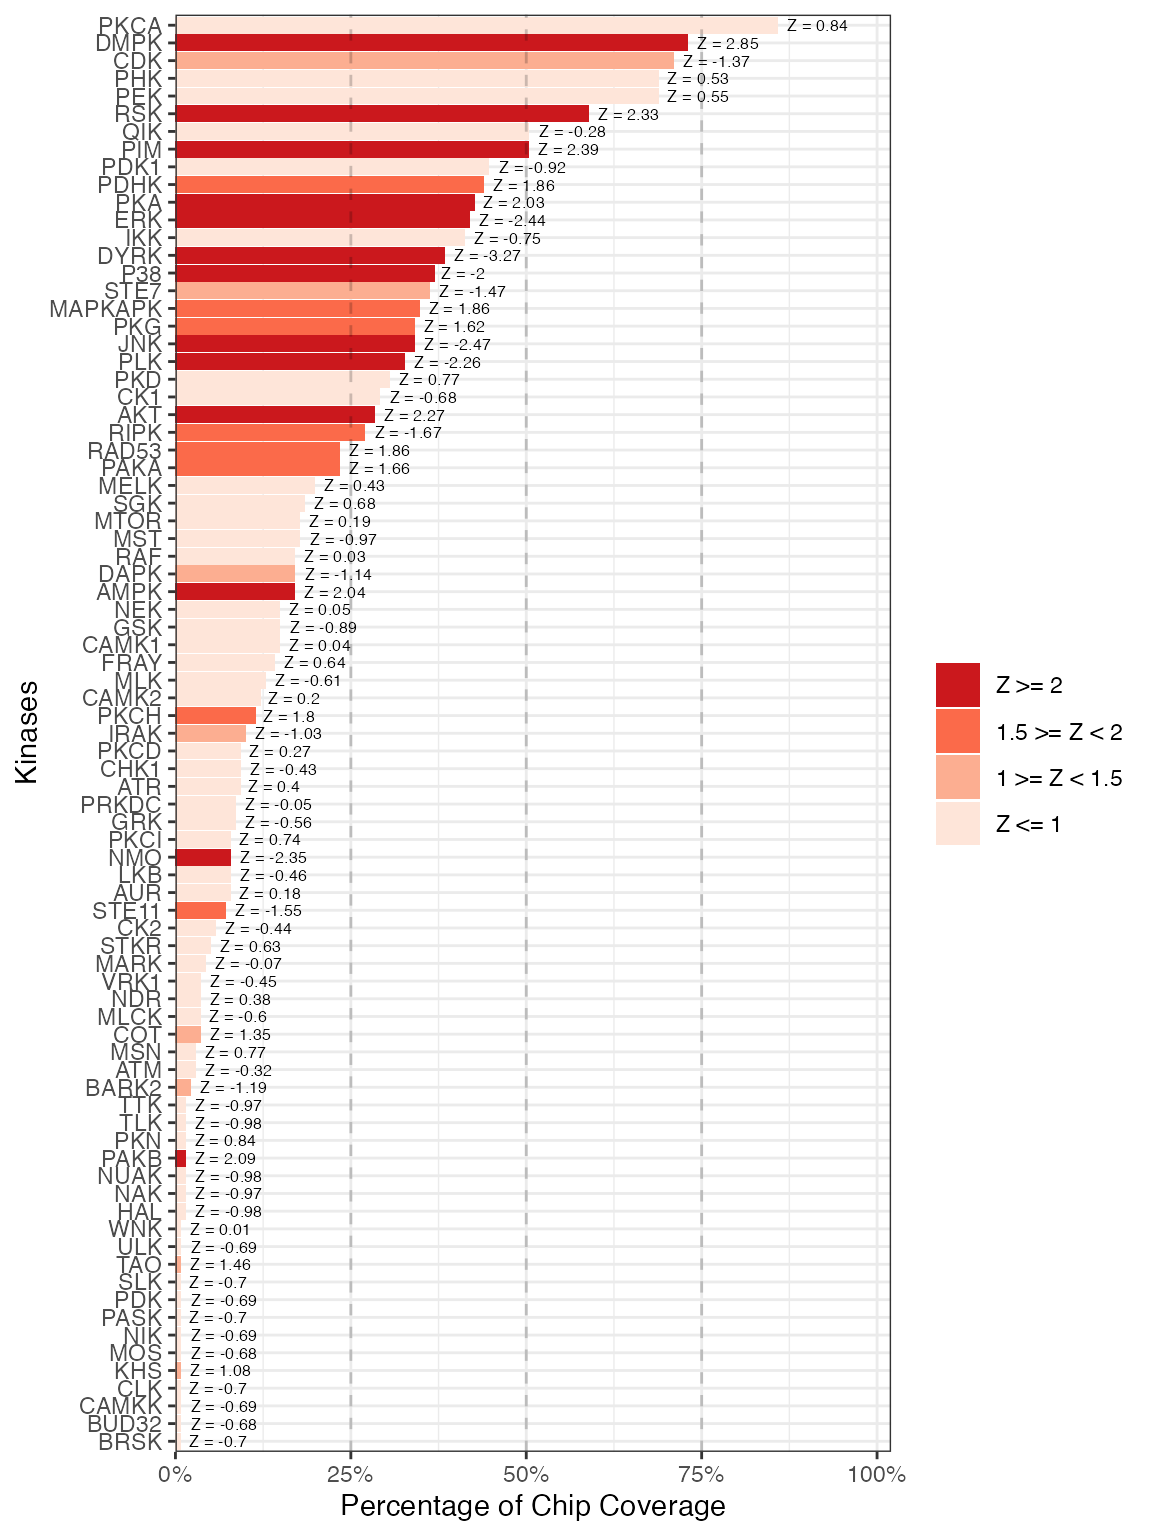 PKCA Z = 0.84
DMPK Z = 2.85
CDK Z = -1.37
PHK Z = 0.53
PEK Z = 0.55
RSK Z = 2.33
QIK Z = -0.28
PIM Z = 2.39
PDK1 Z = -0.92
PDHK Z = 1.86
PKA Z = 2.03
ERK Z = -2.44
IKK Z = -0.75
DYRK Z = -3.27
P38 Z = -2
STE7 Z = -1.47
MAPKAPK Z = 1.86
PKG Z = 1.62
JNK Z = -2.47
PLK Z = -2.26
PKD Z = 0.77
CK1 Z = -0.68
AKT Z = 2.27
RIPK Z = -1.67
RAD53 Z = 1.86
PAKA Z = 1.66
MELK Z = 0.43
SGK Z = 0.68
MTOR Z = 0.19
MST Z = -0.97
RAF Z = 0.03
DAPK Z = -1.14
AMPK Z = 2.04
NEK Z = 0.05
GSK Z = -0.89
CAMK1 Z = 0.04
FRAY Z = 0.64
MLK Z = -0.61
CAMK2 Z = 0.2
PKCH Z = 1.8
IRAK Z = -1.03
PKCD Z = 0.27
CHK1 Z = -0.43
ATR Z = 0.4
PRKDC Z = -0.05
GRK Z = -0.56
PKCI Z = 0.74
NMO Z = -2.35
LKB Z = -0.46
AUR Z = 0.18
STE11 Z = -1.55
CK2 Z = -0.44
STKR Z = 0.63
MARK Z = -0.07
VRK1 Z = -0.45
NDR Z = 0.38
MLCK Z = -0.6
COT Z = 1.35
MSN Z = 0.77
ATM Z = -0.32
BARK2 Z = -1.19
TTK Z = -0.97
TLK Z = -0.98
PKN Z = 0.84
PAKB Z = 2.09
NUAK Z = -0.98
NAK Z = -0.97
HAL Z = -0.98
WNK Z = 0.01
ULK Z = -0.69
TAO Z = 1.46
SLK Z = -0.7
PDK Z = -0.69
PASK Z = -0.7
NIK Z = -0.69
MOS Z = -0.68
KHS Z = 1.08
CLK Z = -0.7
CAMKK Z = -0.69
BUD32 Z = -0.68
BRSK Z = -0.7
0% 25% 50% 75% 100%
Percentage of Chip Coverage
Kinases
Z >= 2
1.5 >= Z < 2
1 >= Z < 1.5
Z <= 1